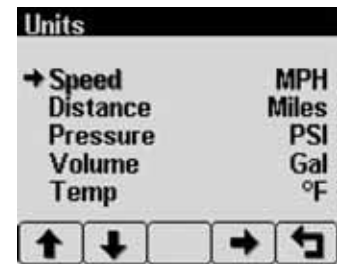 Units
Speed MPH
Distance Miles
Pressure PSI
Volume Gal
Temp °F